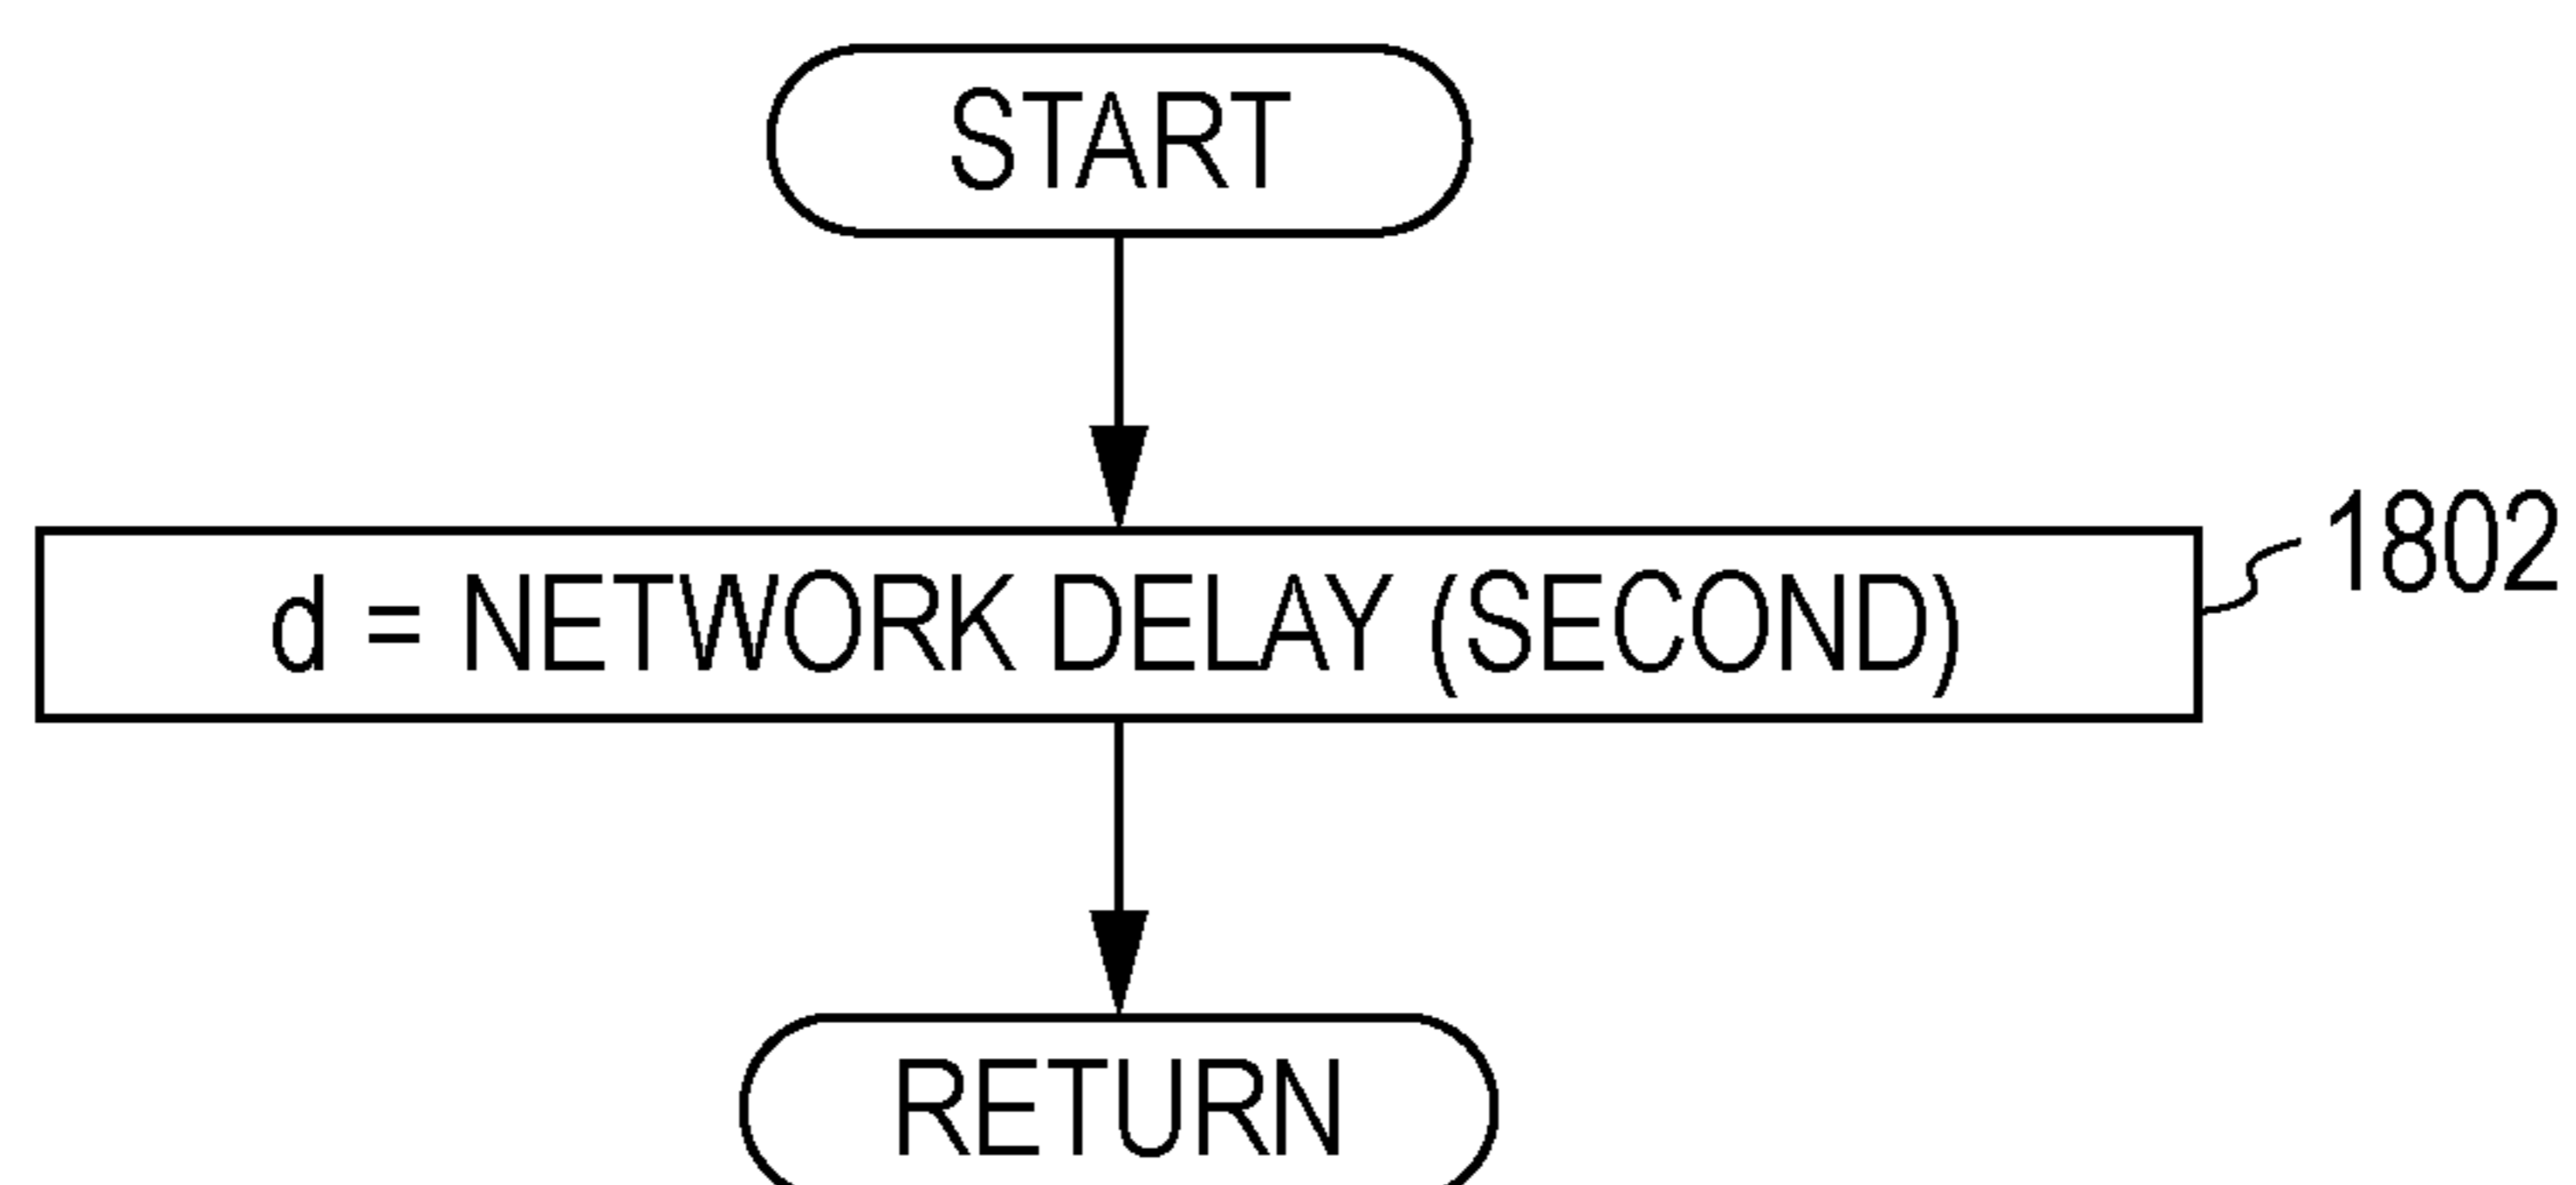 START
d = NETWORK DELAY (SECOND)
1802
RETURN